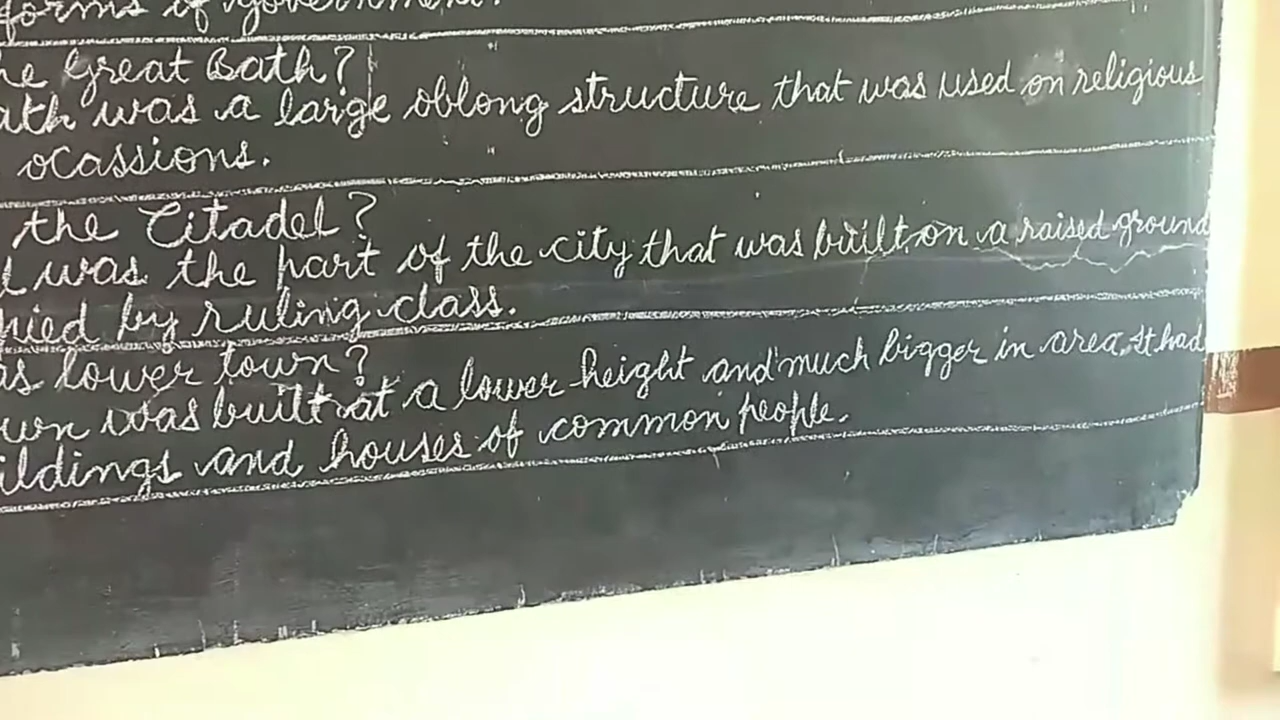 forms of government.
he Great Bath?
ath was a large oblong structure that was used on religious
ocassions.
the Citadel?
l was the part of the city that was built on a raised ground
pied by ruling class.
as lower town?
wn was built at a lower height and much bigger in area. It had
ildings and houses of common people.